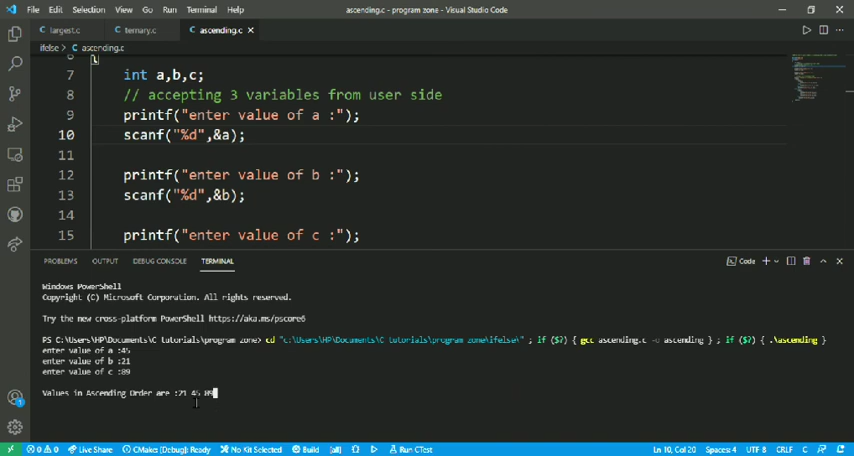 File Edit Selection View Go Run Terminal Help ascending.c - program zone - Visual Studio Code
largest.c ternary.c ascending.c
ifelse > ascending.c
6 {
7 int a,b,c;
8 // accepting 3 variables from user side
9 printf("enter value of a :");
10 scanf("%d",&a);
11
12 printf("enter value of b :");
13 scanf("%d",&b);
14
15 printf("enter value of c :");
PROBLEMS OUTPUT DEBUG CONSOLE TERMINAL Code
Windows PowerShell
Copyright (C) Microsoft Corporation. All rights reserved.
Try the new cross-platform PowerShell https://aka.ms/pscore6
PS C:\Users\HP\Documents\C tutorials\program zone> cd "c:\Users\HP\Documents\C tutorials\program zone\ifelse\" ; if ($?) { gcc ascending.c -o ascending } ; if ($?) { .\ascending }
enter value of a :45
enter value of b :21
enter value of c :89
Values in Ascending Order are :21 45 89
0 0 Live Share CMake: [Debug]: Ready No Kit Selected Build [all] Run CTest Ln 10, Col 20 Spaces: 4 UTF-8 CRLF C